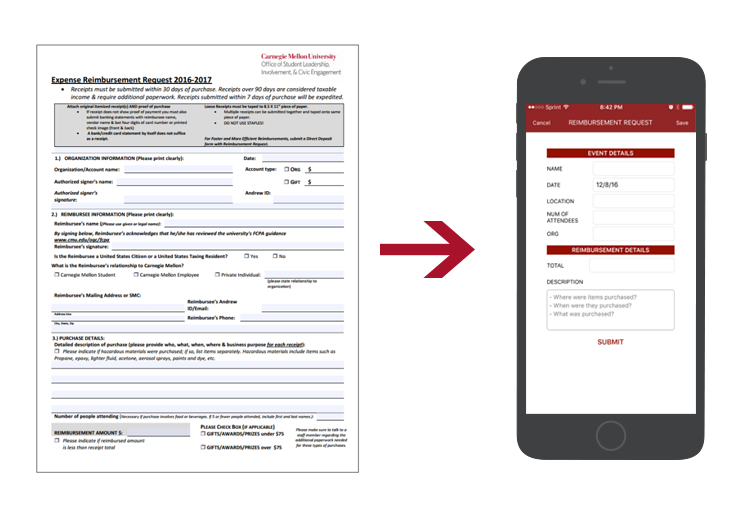 Carnegie Mellon University
Office of Student Leadership,
Involvement, & Civic Engagement
Expense Reimbursement Request 2016-2017
• Receipts must be submitted within 30 days of purchase. Receipts over 90 days are considered taxable
income & require additional paperwork. Receipts submitted within 7 days of purchase will be expedited.
Attach original itemized receipt(s) AND proof of purchase
• If receipt does not show proof of payment you must also
submit banking statements with reimbursee name,
vendor name & last four digits of card number or printed
check image (front & back)
• A bank/credit card statement by itself does not suffice
as a receipt.
Loose Receipts must be taped to 8.5 X 11" piece of paper.
• Multiple receipts can be submitted together and taped onto same
piece of paper.
• DO NOT USE STAPLES!
For Faster and More Efficient Reimbursements, submit a Direct Deposit
form with Reimbursement Request.
1.) ORGANIZATION INFORMATION (Please print clearly): Date:
Organization/Account name: Account type: ☐ ORG $
Authorized signer's name: ☐ GIFT $
Authorized signer's
signature: Andrew ID:
2.) REIMBURSEE INFORMATION (Please print clearly):
Reimbursee's name (Please use given or legal name):
By signing below, Reimbursee's acknowledges that he/she has reviewed the university's FCPA guidance
www.cmu.edu/ogc/fcpa
Reimbursee's signature:
Is the Reimbursee a United States Citizen or a United States Taxing Resident? ☐ Yes ☐ No
What is the Reimbursee's relationship to Carnegie Mellon?
☐ Carnegie Mellon Student ☐ Carnegie Mellon Employee ☐ Private Individual:
(please state relationship to
organization)
Reimbursee's Mailing Address or SMC:
Reimbursee's Andrew
ID/Email:
Address Line
Reimbursee's Phone:
City, State, Zip
3.) PURCHASE DETAILS:
Detailed description of purchase (please provide who, what, when, where & business purpose for each receipt):
☐ Please indicate if hazardous materials were purchased; if so, list items separately. Hazardous materials include items such as
Propane, epoxy, lighter fluid, acetone, aerosol sprays, paints and dye, etc.
Number of people attending (Necessary if purchase involves food or beverages. If 5 or fewer people attended, include first and last names.):
REIMBURSEMENT AMOUNT $:
☐ Please indicate if reimbursed amount
is less than receipt total
PLEASE CHECK BOX (IF APPLICABLE)
☐ GIFTS/AWARDS/PRIZES under $75
☐ GIFTS/AWARDS/PRIZES over $75
Please make sure to talk to a
staff member regarding the
additional paperwork needed
for these types of purchases.
Sprint 6:42 PM
Cancel REIMBURSEMENT REQUEST Save
EVENT DETAILS
NAME
DATE 12/8/16
LOCATION
NUM OF
ATTENDEES
ORG
REIMBURSEMENT DETAILS
TOTAL
DESCRIPTION
- Where were items purchased?
- When were they purchased?
- What was purchased?
SUBMIT